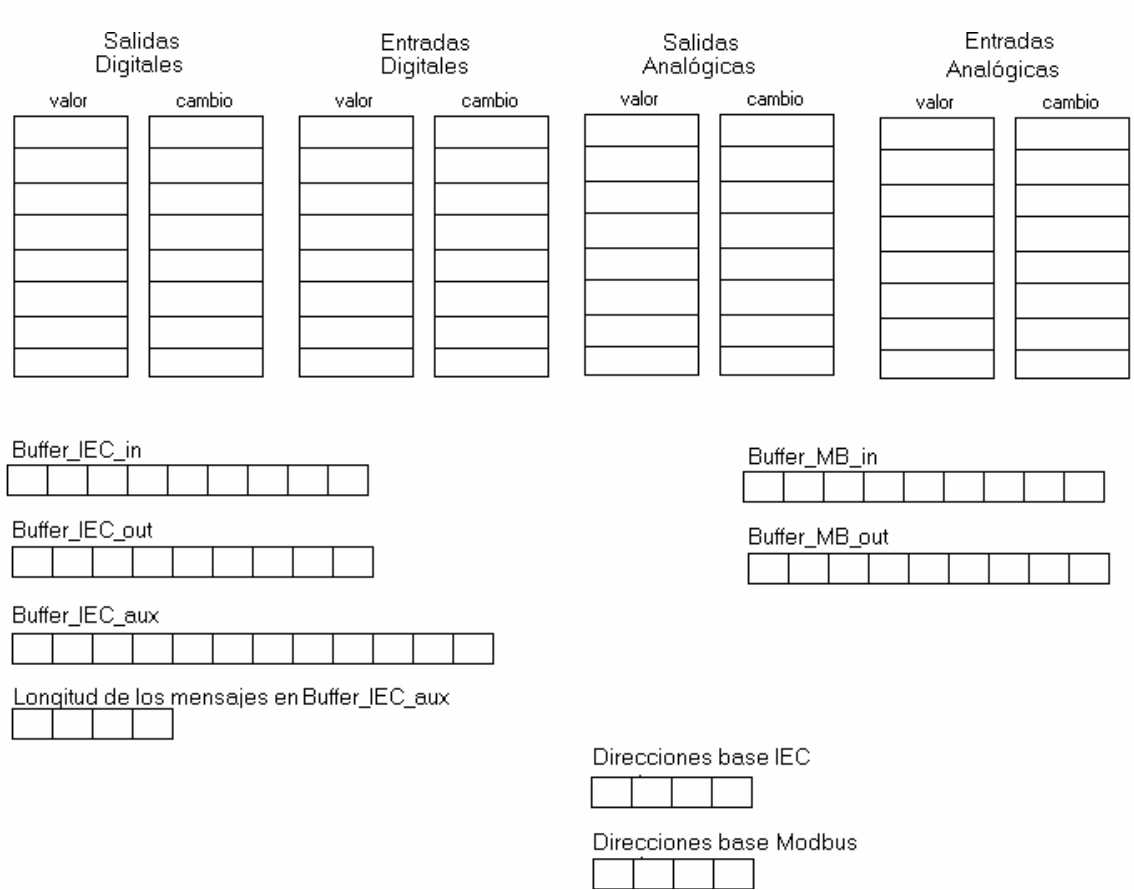 Salidas
Digitales
Entradas
Digitales
Salidas
Analógicas
Entradas
Analógicas
valor
cambio
valor
cambio
valor
cambio
valor
cambio
Buffer_IEC_in
Buffer_MB_in
Buffer_IEC_out
Buffer_MB_out
Buffer_IEC_aux
Longitud de los mensajes en Buffer_IEC_aux
Direcciones base IEC
Direcciones base Modbus